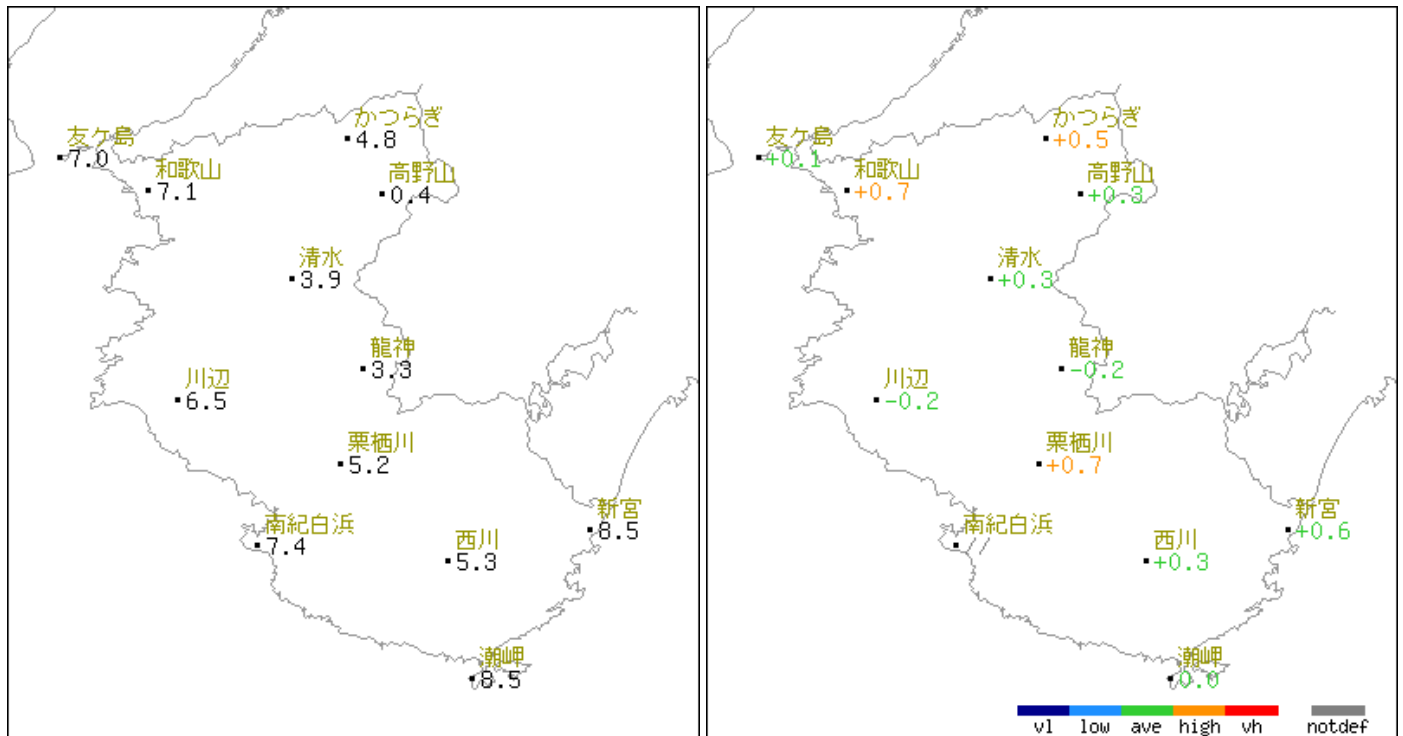 かつらぎ
4.8
友ケ島
7.0
和歌山
7.1
高野山
0.4
清水
3.9
龍神
3.3
川辺
6.5
栗栖川
5.2
南紀白浜
7.4
西川
5.3
新宮
8.5
潮岬
8.5
かつらぎ
+0.5
友ケ島
+0.1
和歌山
+0.7
高野山
+0.3
清水
+0.3
龍神
-0.2
川辺
-0.2
栗栖川
+0.7
南紀白浜
//
西川
+0.3
新宮
+0.6
潮岬
0.0
vl low ave high vh notdef